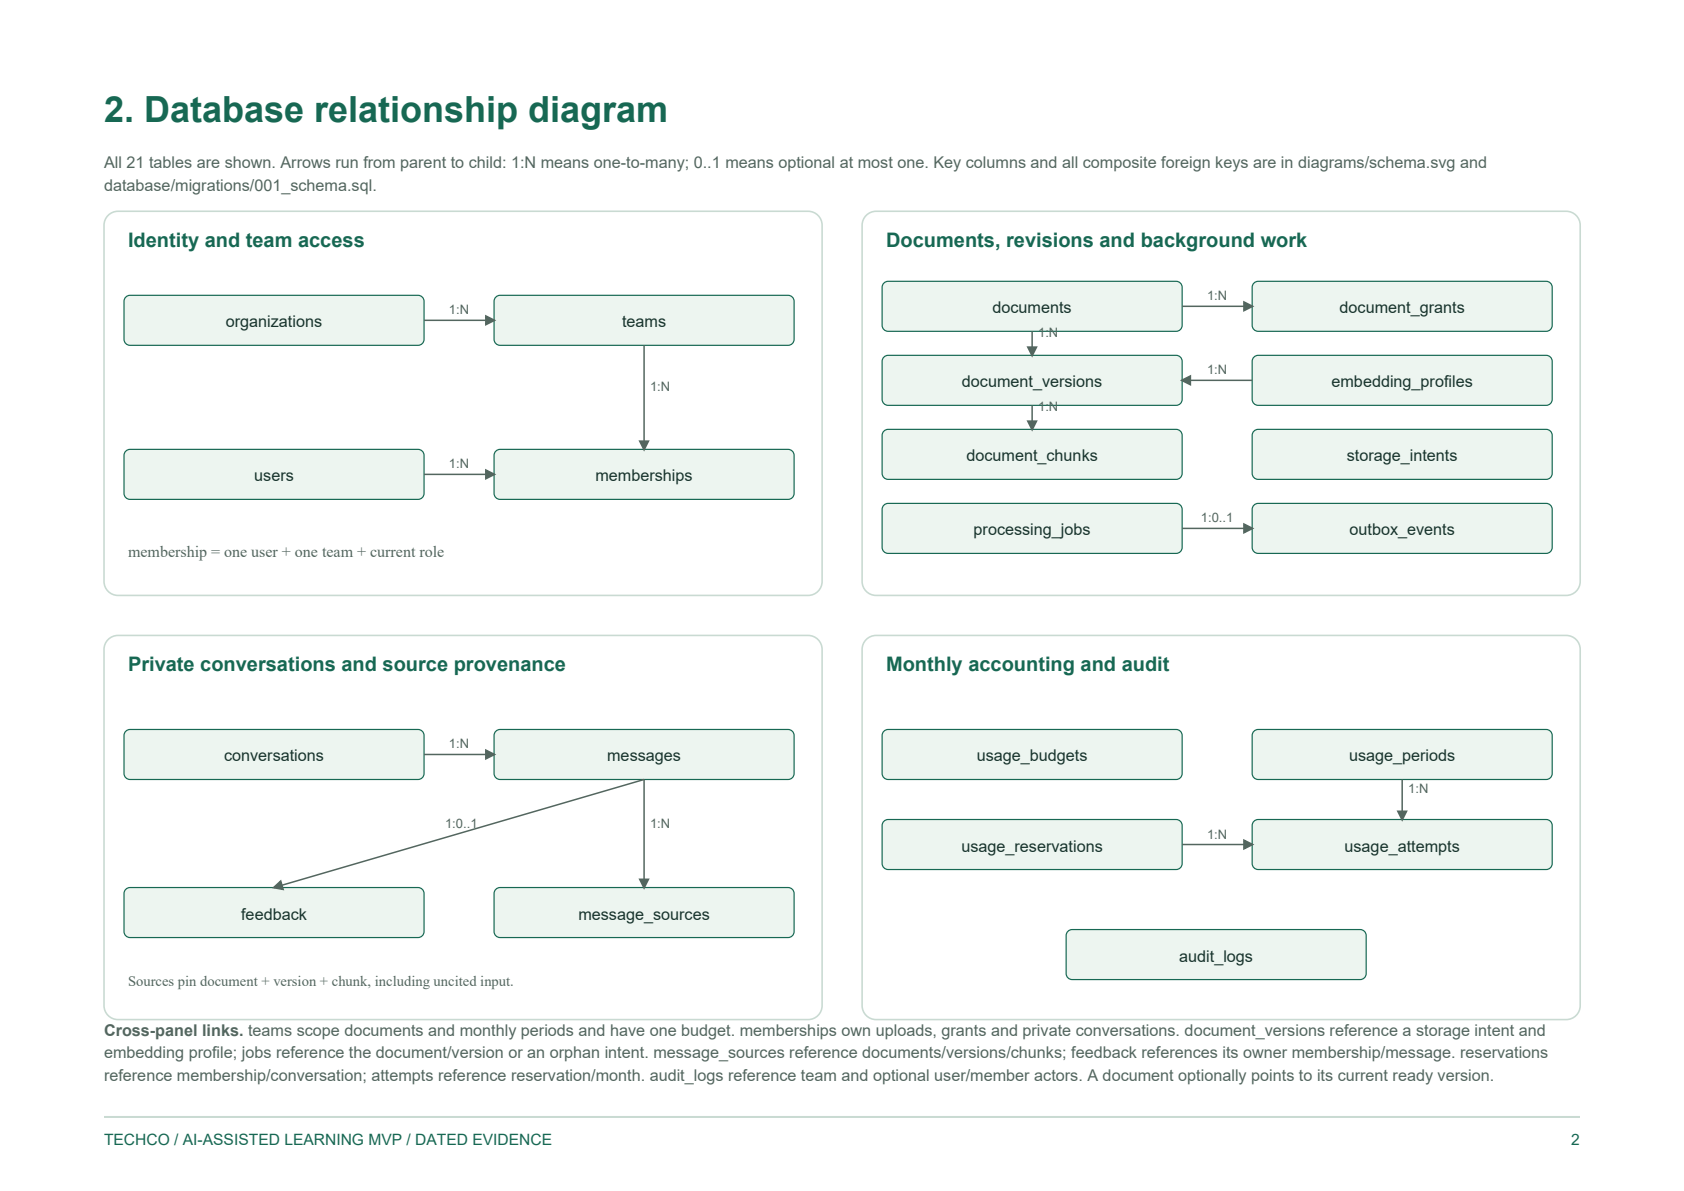 2. Database relationship diagram
All 21 tables are shown. Arrows run from parent to child: 1:N means one-to-many; 0..1 means optional at most one. Key columns and all composite foreign keys are in diagrams/schema.svg and
database/migrations/001_schema.sql.
Identity and team access
organizations
1:N
teams
1:N
users
1:N
memberships
membership = one user + one team + current role
Documents, revisions and background work
documents
1:N
document_grants
1:N
document_versions
1:N
embedding_profiles
1:N
document_chunks
storage_intents
processing_jobs
1:0..1
outbox_events
Private conversations and source provenance
conversations
1:N
messages
1:0..1
1:N
feedback
message_sources
Sources pin document + version + chunk, including uncited input.
Monthly accounting and audit
usage_budgets
usage_periods
1:N
usage_reservations
1:N
usage_attempts
audit_logs
Cross-panel links. teams scope documents and monthly periods and have one budget. memberships own uploads, grants and private conversations. document_versions reference a storage intent and
embedding profile; jobs reference the document/version or an orphan intent. message_sources reference documents/versions/chunks; feedback references its owner membership/message. reservations
reference membership/conversation; attempts reference reservation/month. audit_logs reference team and optional user/member actors. A document optionally points to its current ready version.
TECHCO / AI-ASSISTED LEARNING MVP / DATED EVIDENCE
2